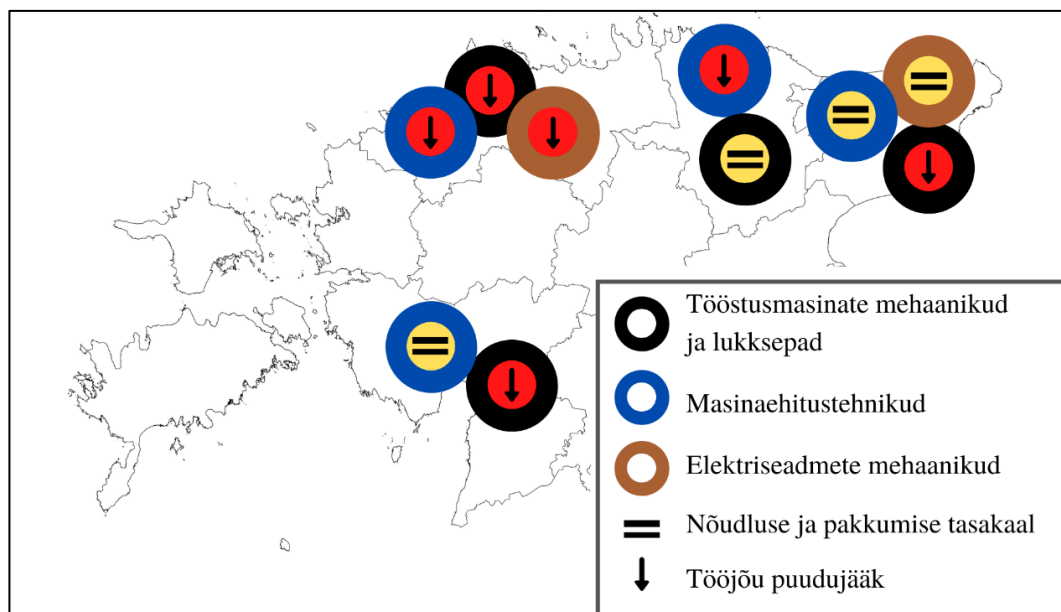 Tööstusmasinate mehaanikud
ja lukksepad
Masinaehitustehnikud
Elektriseadmete mehaanikud
Nõudluse ja pakkumise tasakaal
Tööjõu puudujääk